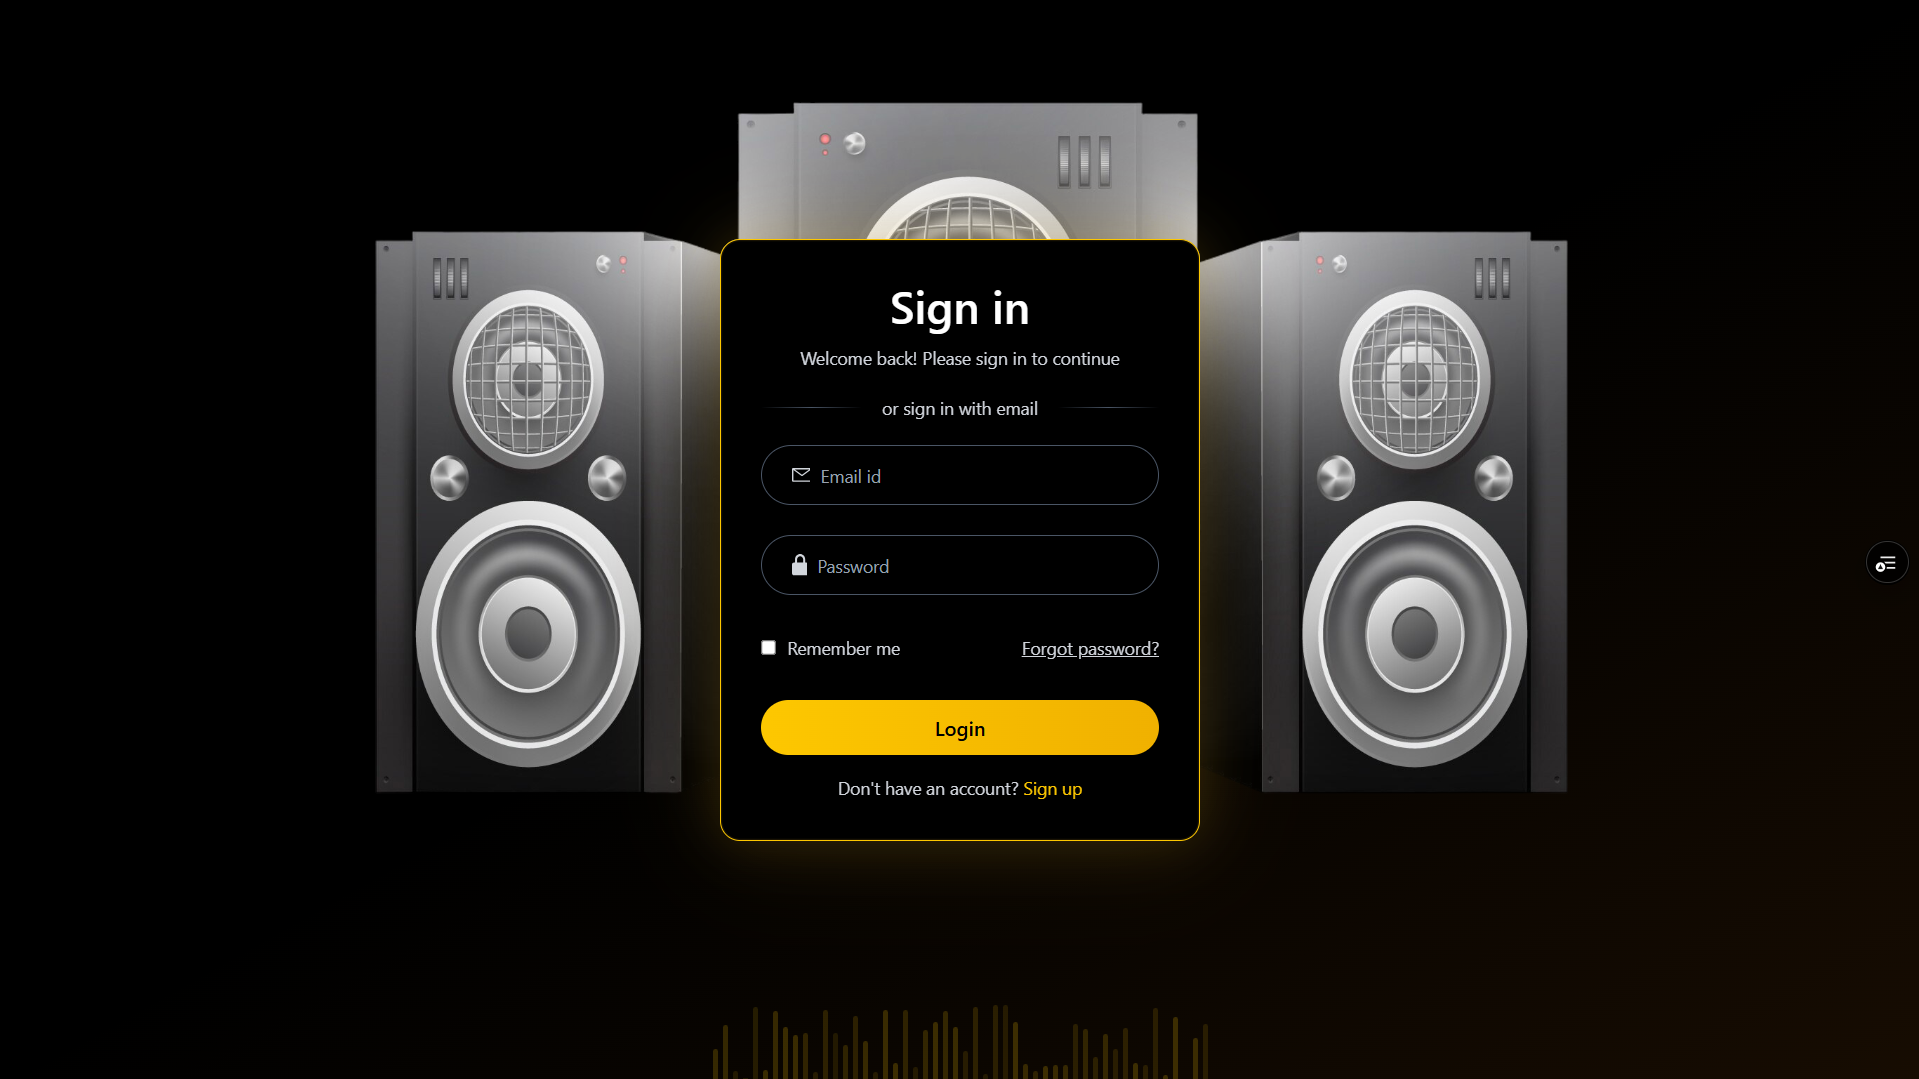 Sign in
Welcome back! Please sign in to continue
or sign in with email
Email id
Password
Remember me
Forgot password?
Login
Don't have an account? Sign up